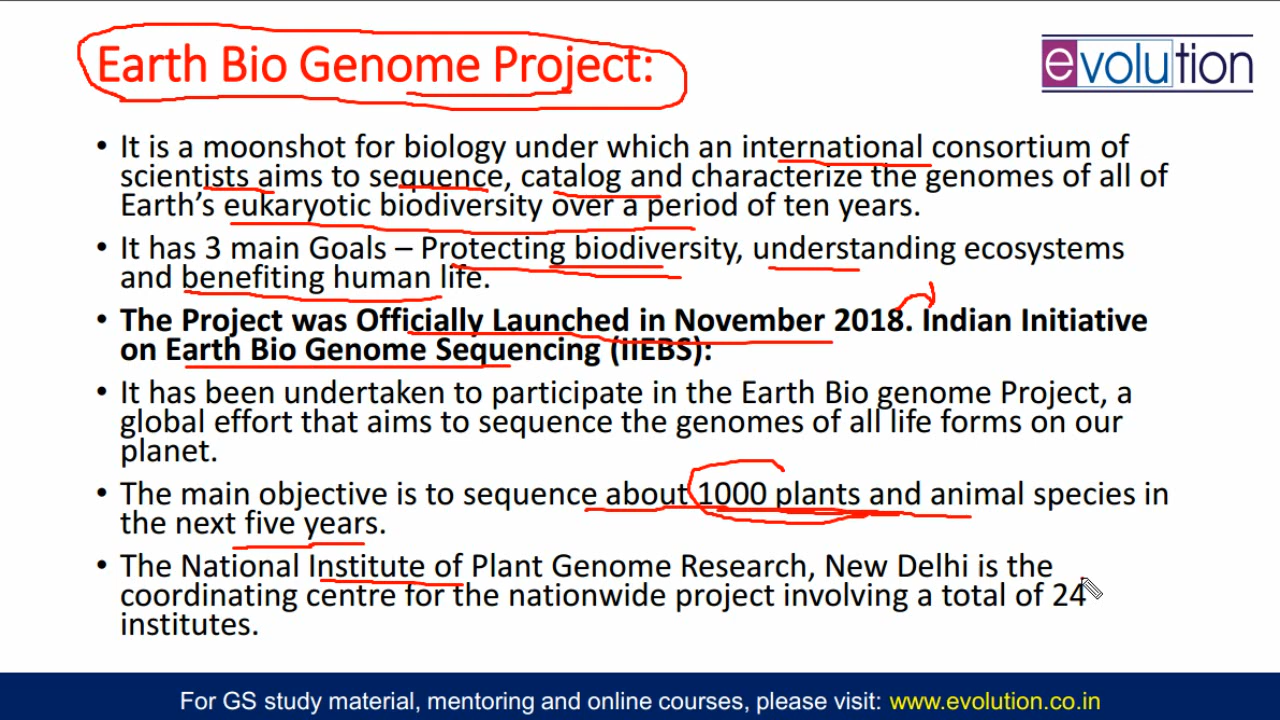 Earth Bio Genome Project:
evolution
• It is a moonshot for biology under which an international consortium of
scientists aims to sequence, catalog and characterize the genomes of all of
Earth's eukaryotic biodiversity over a period of ten years.
• It has 3 main Goals – Protecting biodiversity, understanding ecosystems
and benefiting human life.
• The Project was Officially Launched in November 2018. Indian Initiative
on Earth Bio Genome Sequencing (IIEBS):
• It has been undertaken to participate in the Earth Bio genome Project, a
global effort that aims to sequence the genomes of all life forms on our
planet.
• The main objective is to sequence about 1000 plants and animal species in
the next five years.
• The National Institute of Plant Genome Research, New Delhi is the
coordinating centre for the nationwide project involving a total of 24
institutes.
For GS study material, mentoring and online courses, please visit: www.evolution.co.in